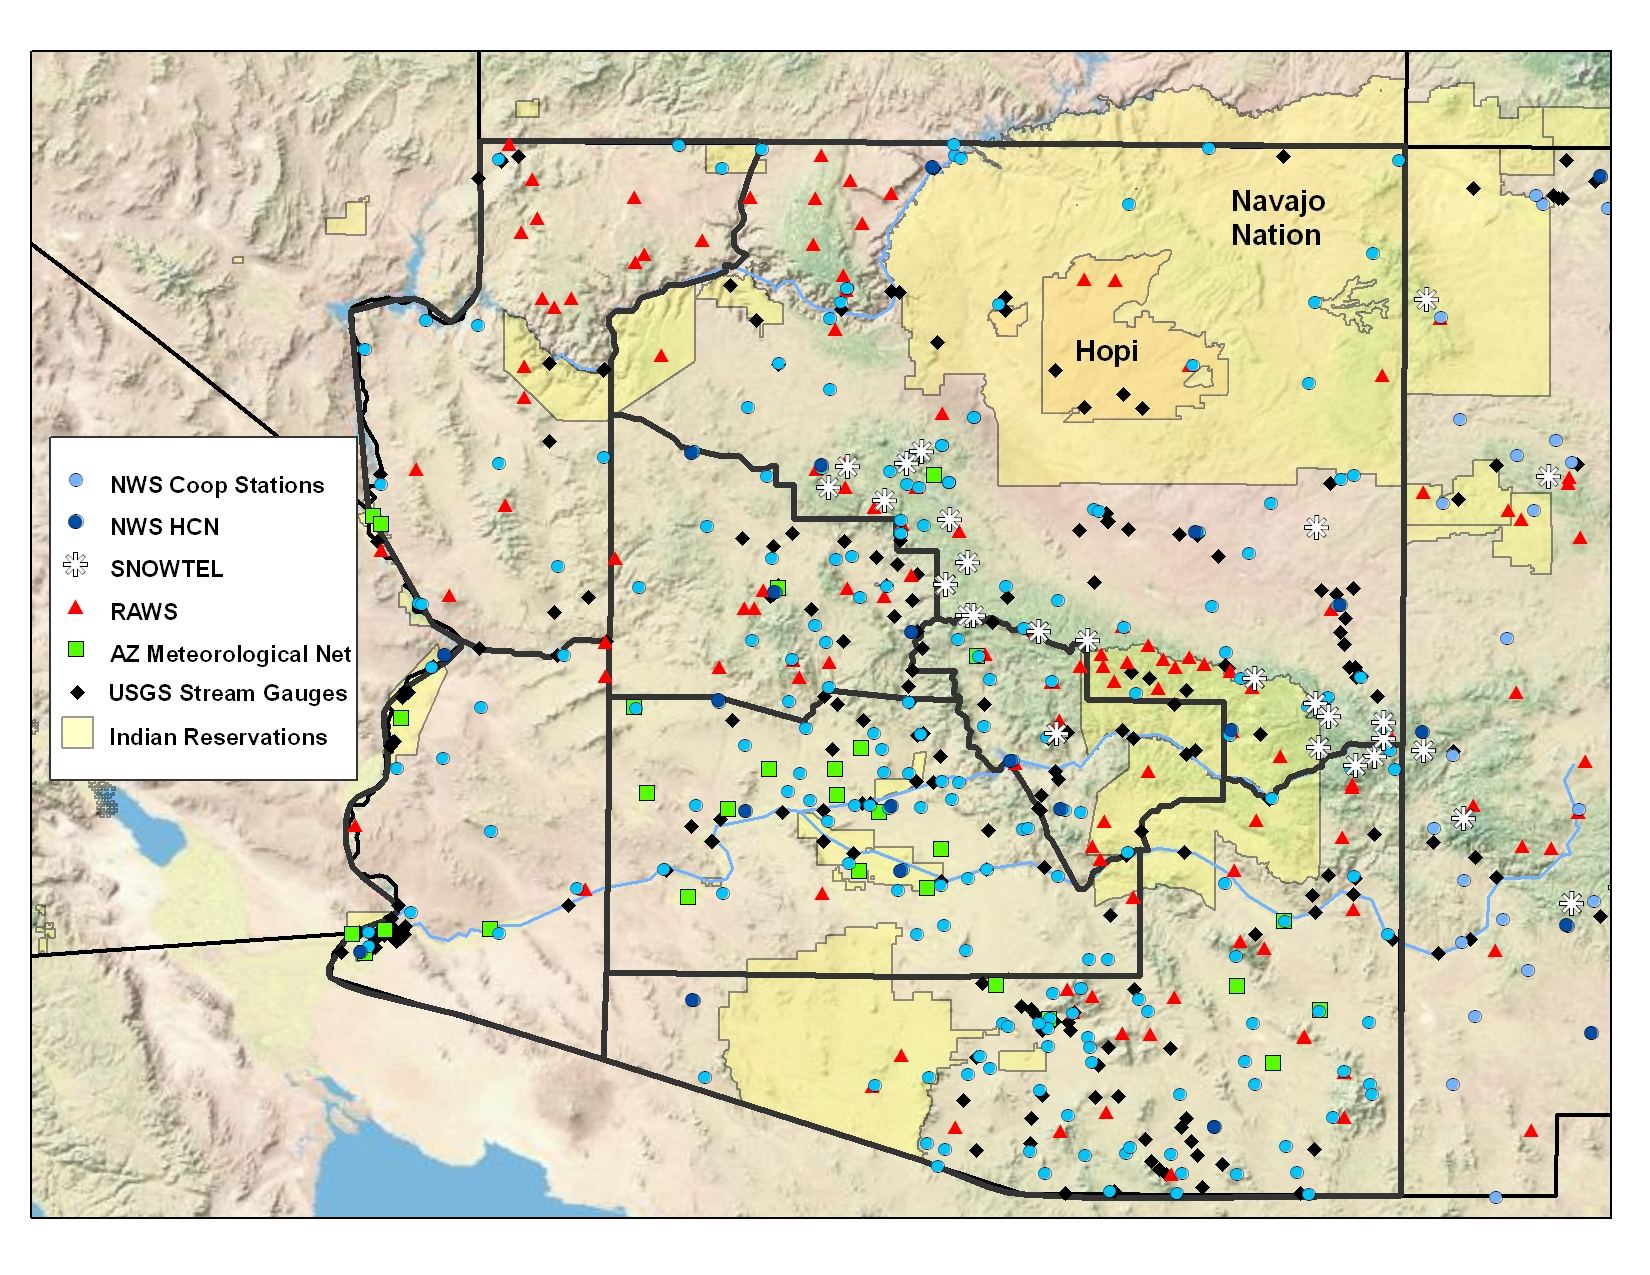 Navajo
Nation
Hopi
NWS Coop Stations
NWS HCN
SNOWTEL
RAWS
AZ Meteorological Net
USGS Stream Gauges
Indian Reservations